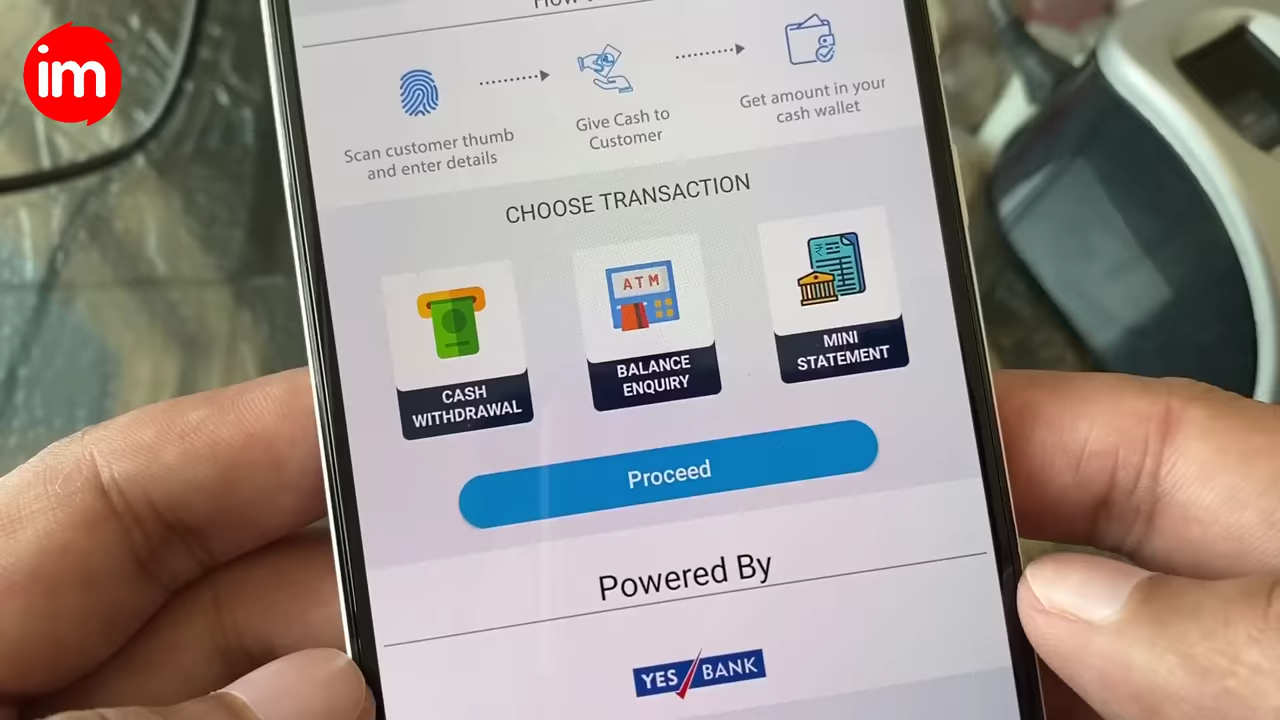 im
How
Scan customer thumb
and enter details
Give Cash to
Customer
Get amount in your
cash wallet
CHOOSE TRANSACTION
CASH
WITHDRAWAL
ATM
BALANCE
ENQUIRY
₹
MINI
STATEMENT
Proceed
Powered By
YES BANK